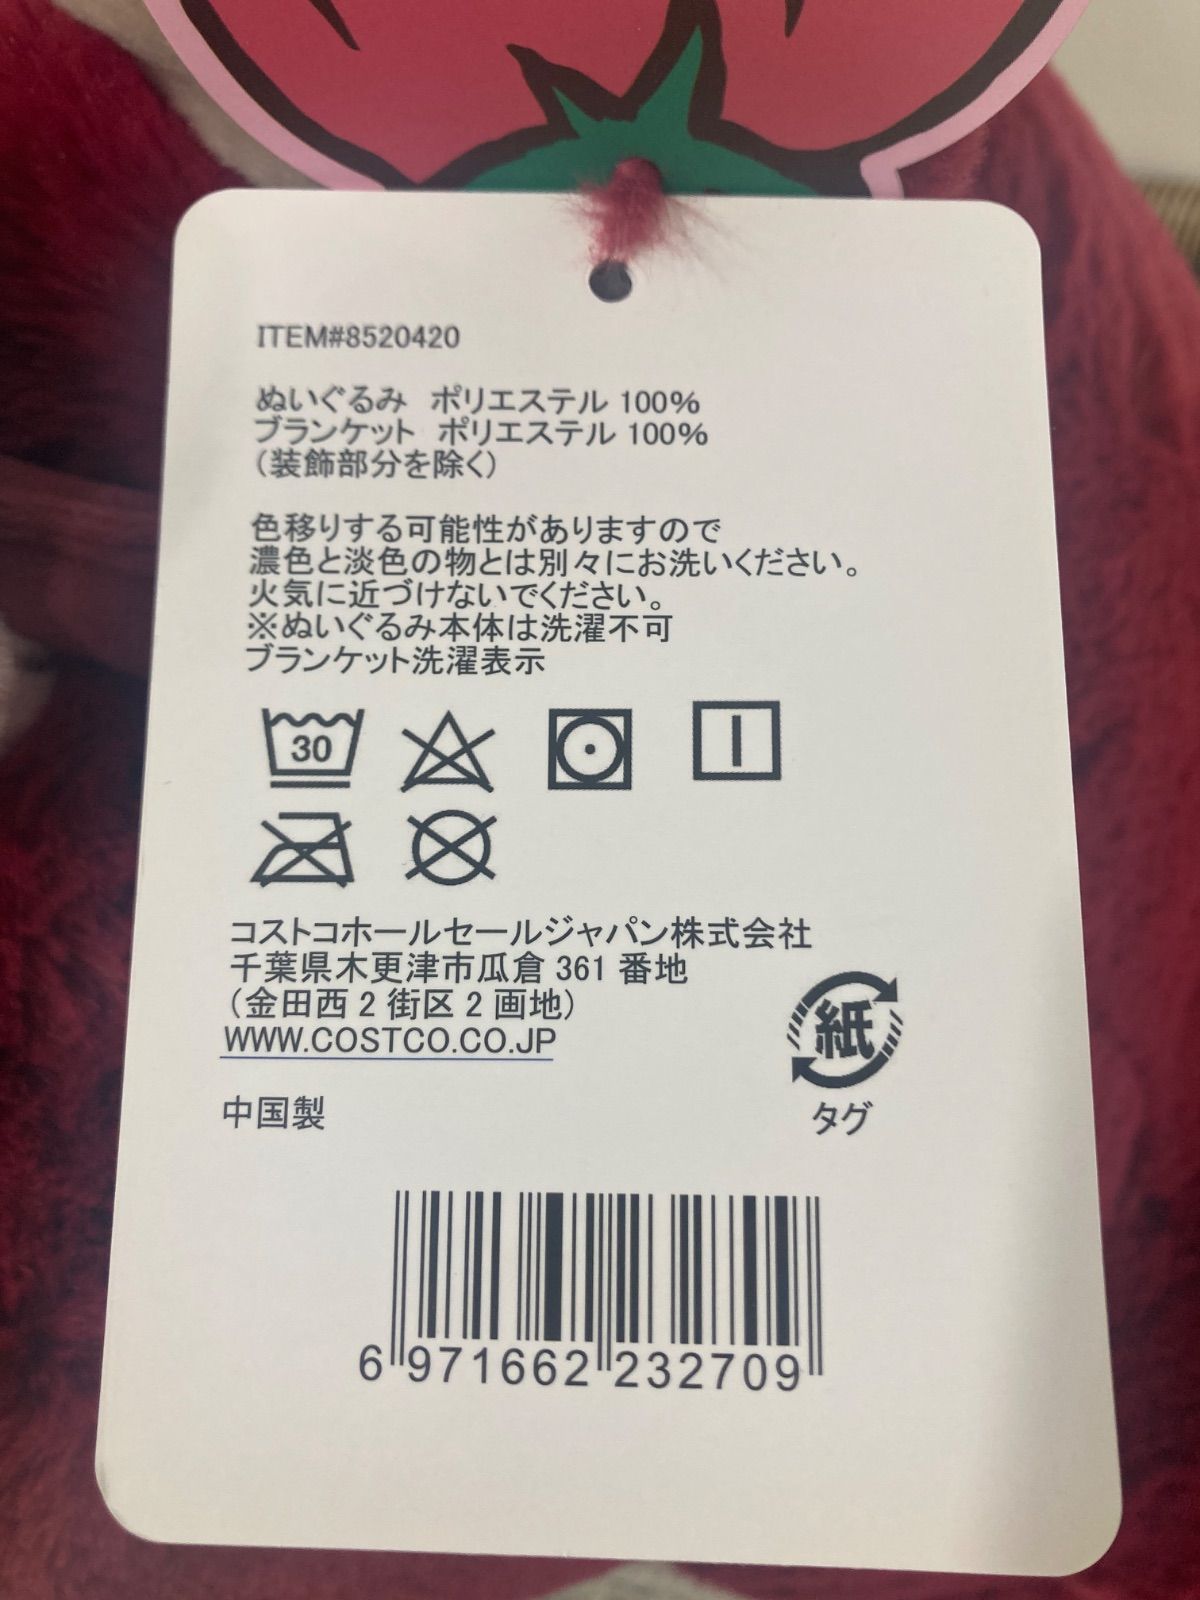 ITEM#8520420
ぬいぐるみ ポリエステル 100%
ブランケット ポリエステル 100%
（装飾部分を除く）
色移りする可能性がありますので
濃色と淡色の物とは別々にお洗いください。
火気に近づけないでください。
※ぬいぐるみ本体は洗濯不可
ブランケット洗濯表示
30
コストコホールセールジャパン株式会社
千葉県木更津市瓜倉 361 番地
（金田西 2 街区 2 画地）
WWW.COSTCO.CO.JP
紙
タグ
中国製
6 971662 232709